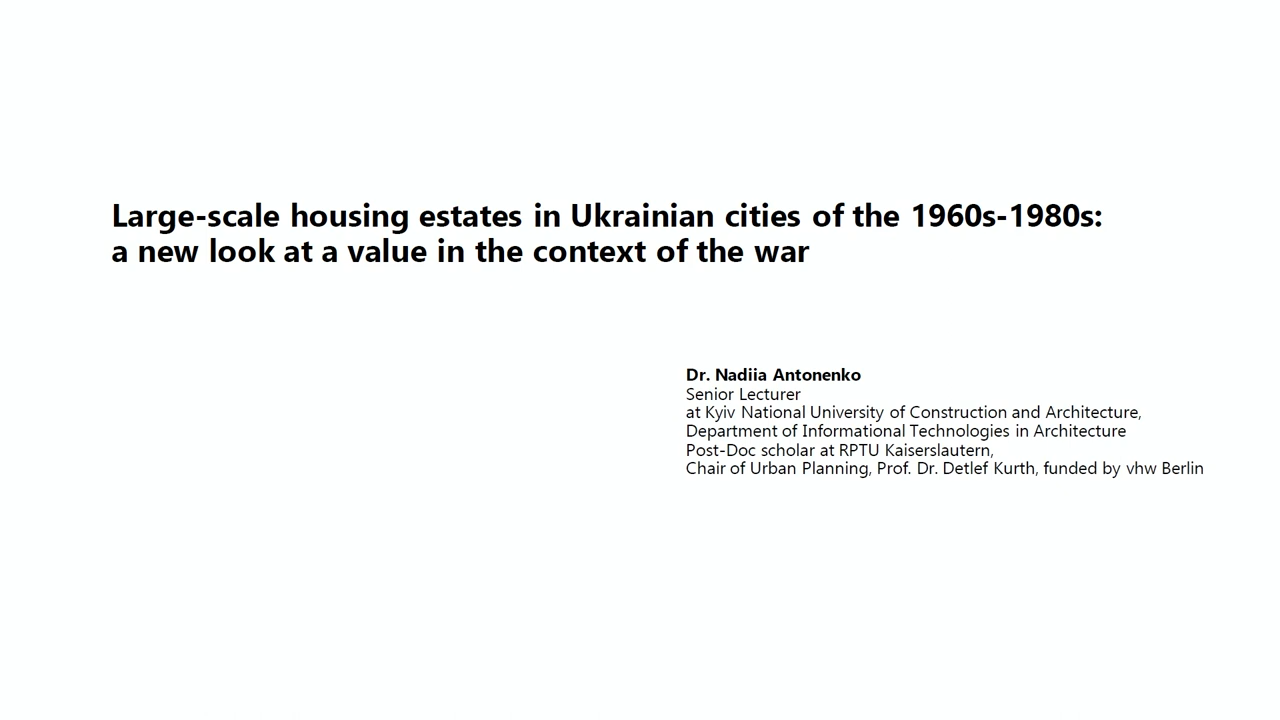 Large-scale housing estates in Ukrainian cities of the 1960s-1980s:
a new look at a value in the context of the war
Dr. Nadiia Antonenko
Senior Lecturer
at Kyiv National University of Construction and Architecture,
Department of Informational Technologies in Architecture
Post-Doc scholar at RPTU Kaiserslautern,
Chair of Urban Planning, Prof. Dr. Detlef Kurth, funded by vhw Berlin